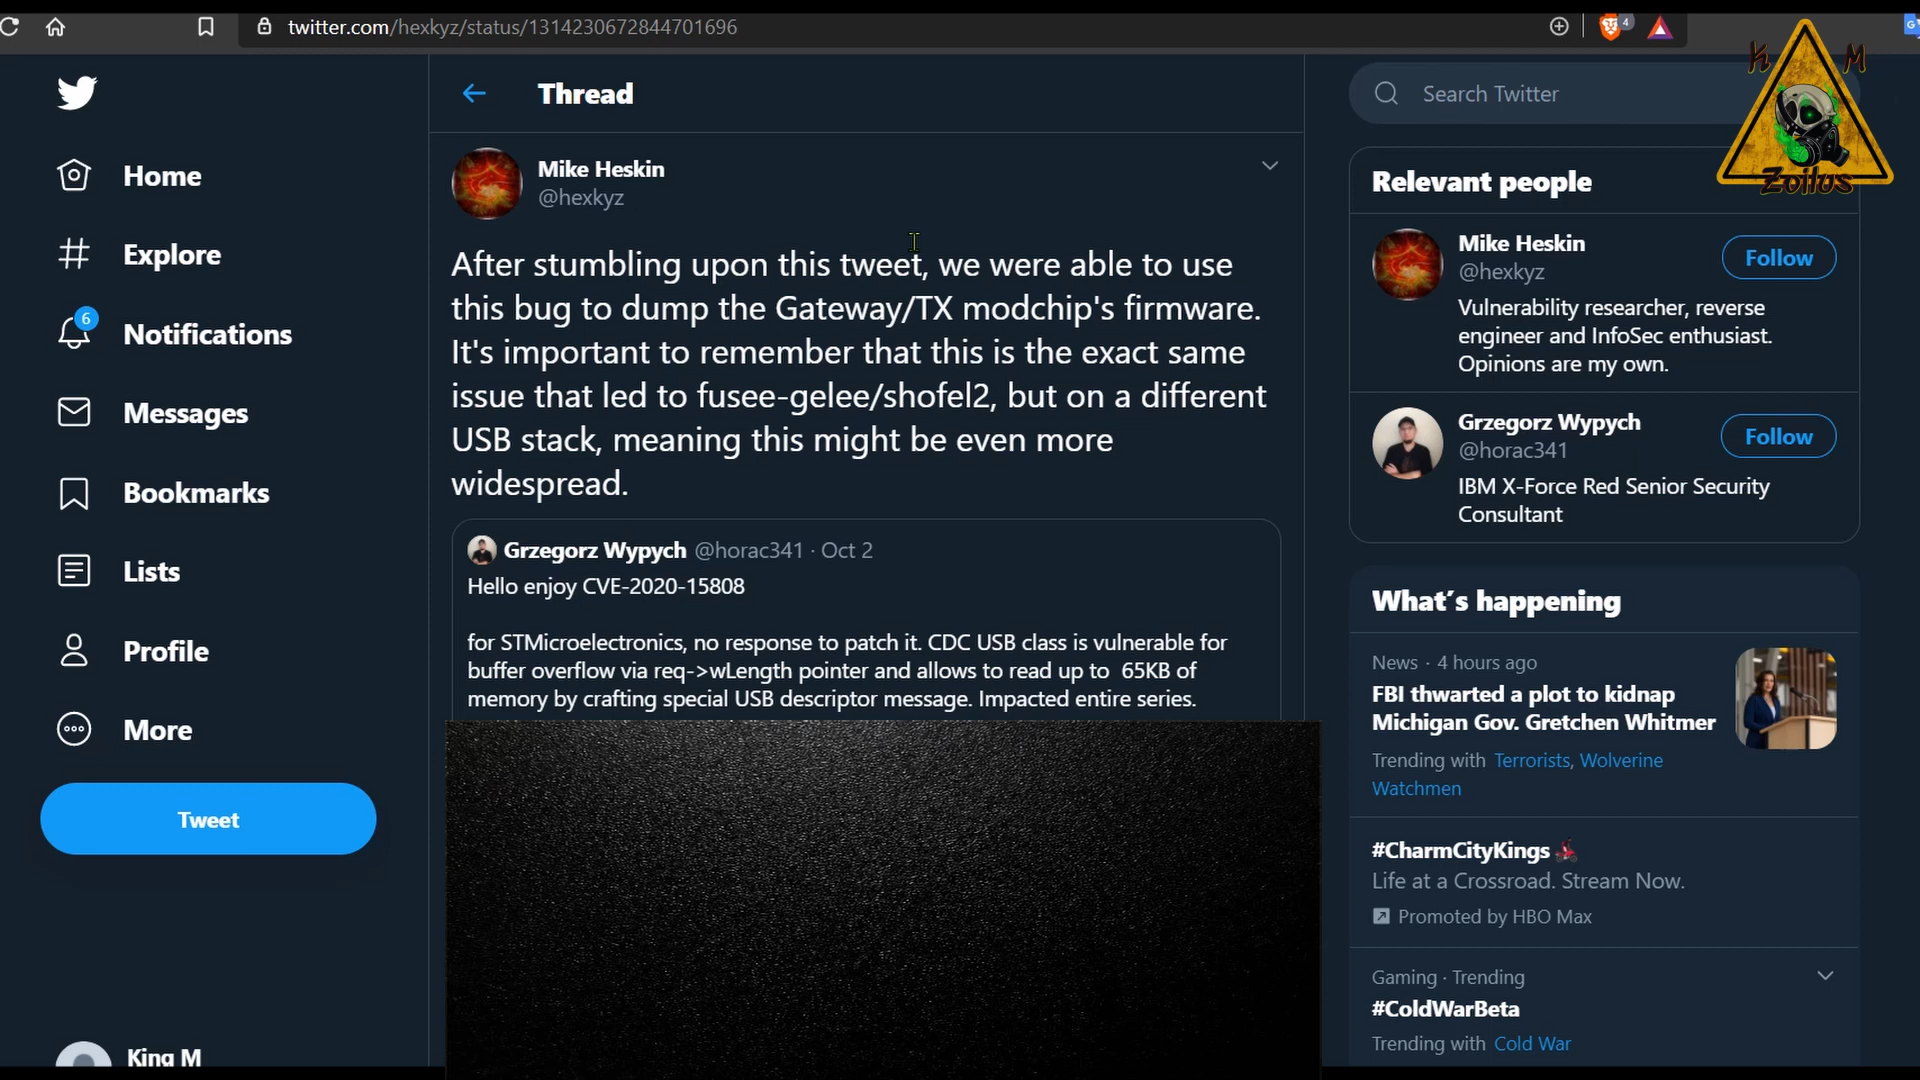 twitter.com/hexkyz/status/1314230672844701696
4
K M
Zoilus
Home
Explore
6
Notifications
Messages
Bookmarks
Lists
Profile
More
Tweet
King M
Thread
Mike Heskin
@hexkyz
After stumbling upon this tweet, we were able to use
this bug to dump the Gateway/TX modchip's firmware.
It's important to remember that this is the exact same
issue that led to fusee-gelee/shofel2, but on a different
USB stack, meaning this might be even more
widespread.
Grzegorz Wypych @horac341 · Oct 2
Hello enjoy CVE-2020-15808
for STMicroelectronics, no response to patch it. CDC USB class is vulnerable for
buffer overflow via req->wLength pointer and allows to read up to 65KB of
memory by crafting special USB descriptor message. Impacted entire series.
Search Twitter
Relevant people
Mike Heskin
@hexkyz
Follow
Vulnerability researcher, reverse
engineer and InfoSec enthusiast.
Opinions are my own.
Grzegorz Wypych
@horac341
Follow
IBM X-Force Red Senior Security
Consultant
What's happening
News · 4 hours ago
FBI thwarted a plot to kidnap
Michigan Gov. Gretchen Whitmer
Trending with Terrorists, Wolverine
Watchmen
#CharmCityKings
Life at a Crossroad. Stream Now.
Promoted by HBO Max
Gaming · Trending
#ColdWarBeta
Trending with Cold War